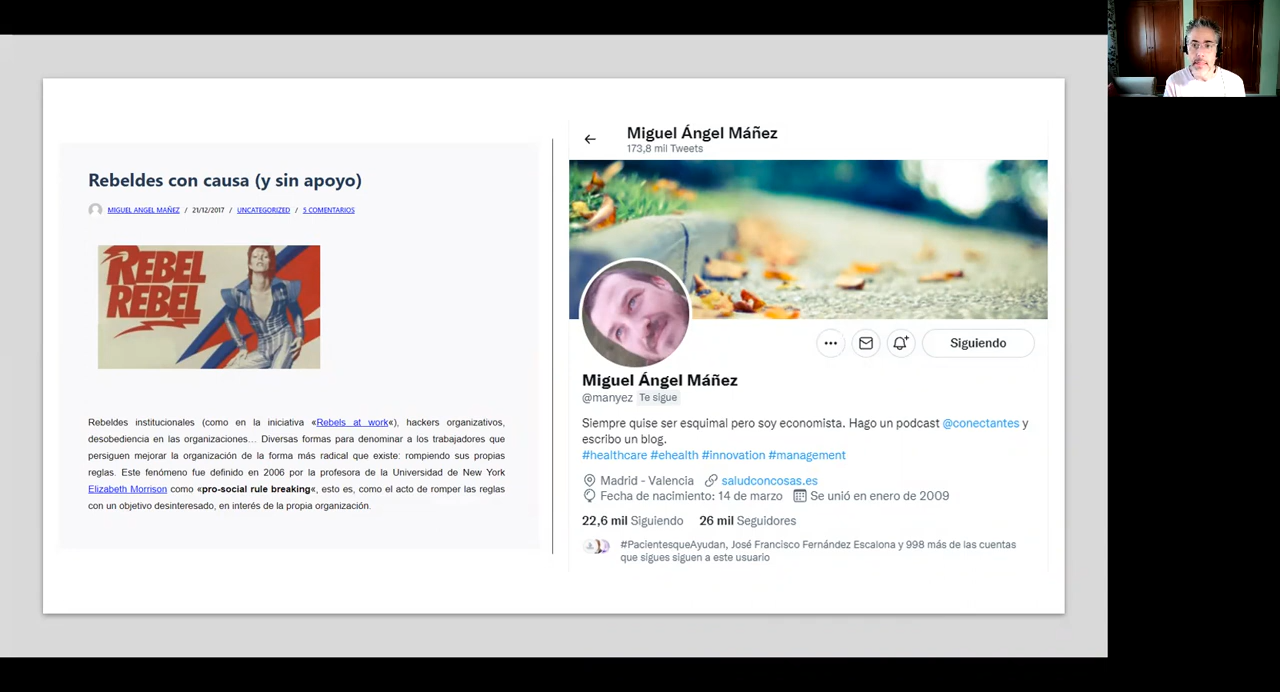 Rebeldes con causa (y sin apoyo)
MIGUEL ANGEL MAÑEZ / 21/12/2017 / UNCATEGORIZED / 5 COMENTARIOS
REBEL
REBEL
Rebeldes institucionales (como en la iniciativa «Rebels at work«), hackers organizativos,
desobediencia en las organizaciones... Diversas formas para denominar a los trabajadores que
persiguen mejorar la organización de la forma más radical que existe: rompiendo sus propias
reglas. Este fenómeno fue definido en 2006 por la profesora de la Universidad de New York
Elizabeth Morrison como «pro-social rule breaking«, esto es, como el acto de romper las reglas
con un objetivo desinteresado, en interés de la propia organización.
Miguel Ángel Máñez
173,8 mil Tweets
Siguiendo
Miguel Ángel Máñez
@manyez Te sigue
Siempre quise ser esquimal pero soy economista. Hago un podcast @conectantes y
escribo un blog.
#healthcare #ehealth #innovation #management
Madrid - Valencia saludconcosas.es
Fecha de nacimiento: 14 de marzo Se unió en enero de 2009
22,6 mil Siguiendo 26 mil Seguidores
#PacientesqueAyudan, José Francisco Fernández Escalona y 998 más de las cuentas
que sigues siguen a este usuario